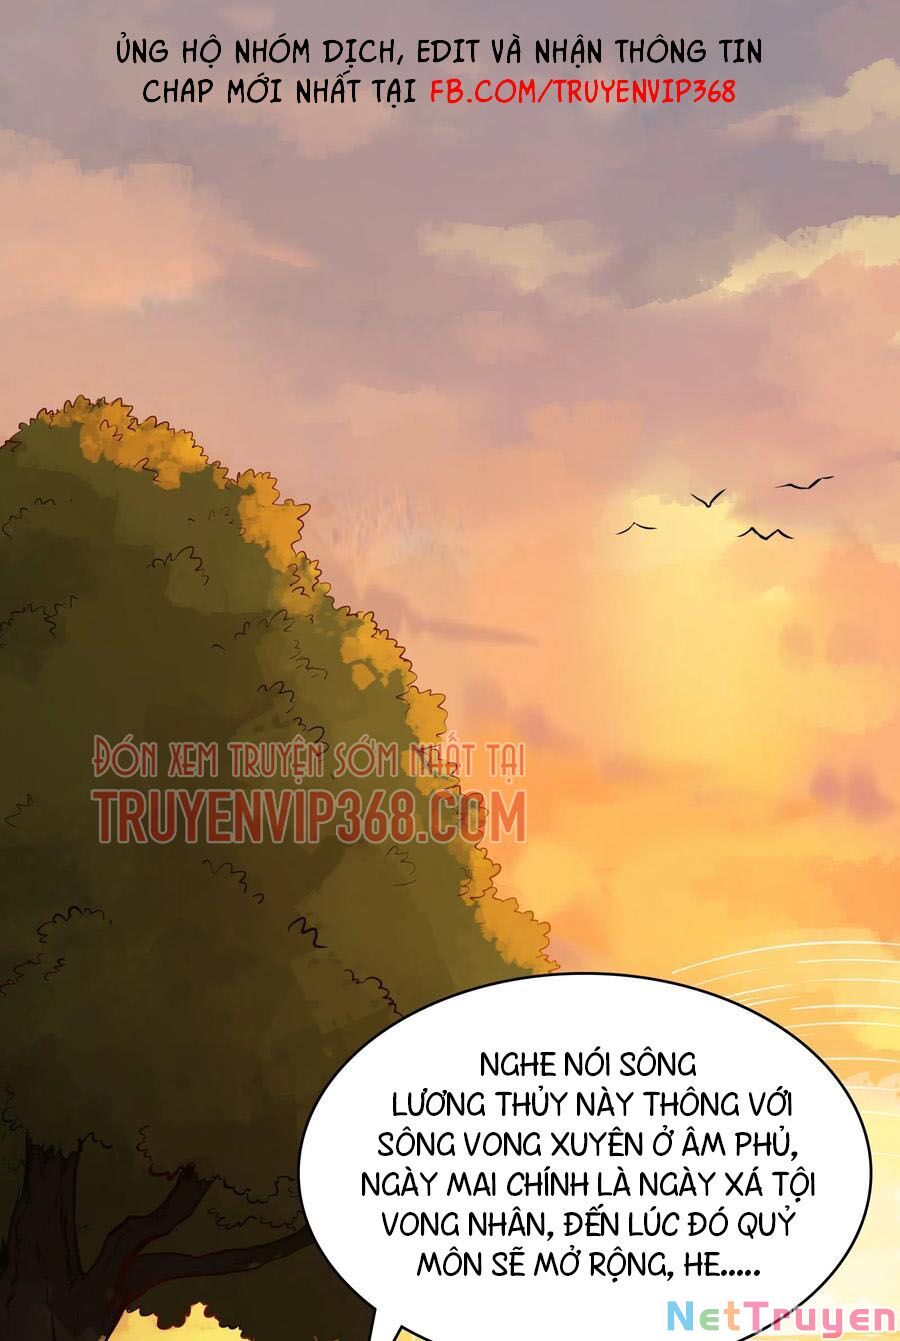 ỦNG HỘ NHÓM DỊCH, EDIT VÀ NHẬN THÔNG TIN
CHAP MỚI NHẤT TẠI FB.COM/TRUYENVIP368
ĐÓN XEM TRUYỆN SỚM NHẤT TẠI
TRUYENVIP368.COM
NGHE NÓI SÔNG
LƯƠNG THỦY NÀY THÔNG VỚI
SÔNG VONG XUYÊN Ở ÂM PHỦ,
NGÀY MAI CHÍNH LÀ NGÀY XÁ TỘI
VONG NHÂN, ĐẾN LÚC ĐÓ QUỶ
MÔN SẼ MỞ RỘNG, HE.....
NetTruyen